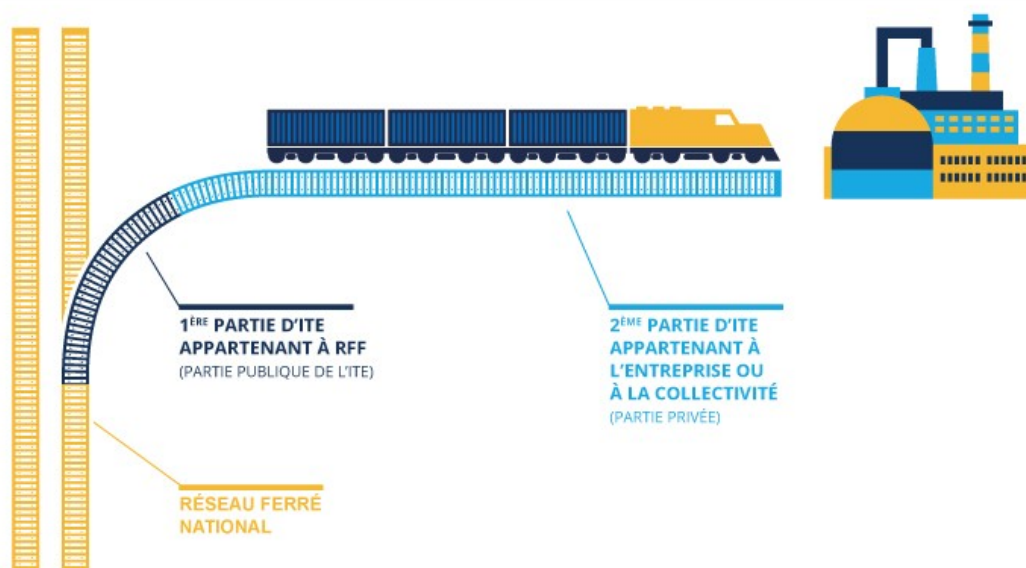 1ÈRE PARTIE D'ITE
APPARTENANT À RFF
(PARTIE PUBLIQUE DE L'ITE)
2ÈME PARTIE D'ITE
APPARTENANT À
L'ENTREPRISE OU
À LA COLLECTIVITÉ
(PARTIE PRIVÉE)
RÉSEAU FERRÉ
NATIONAL